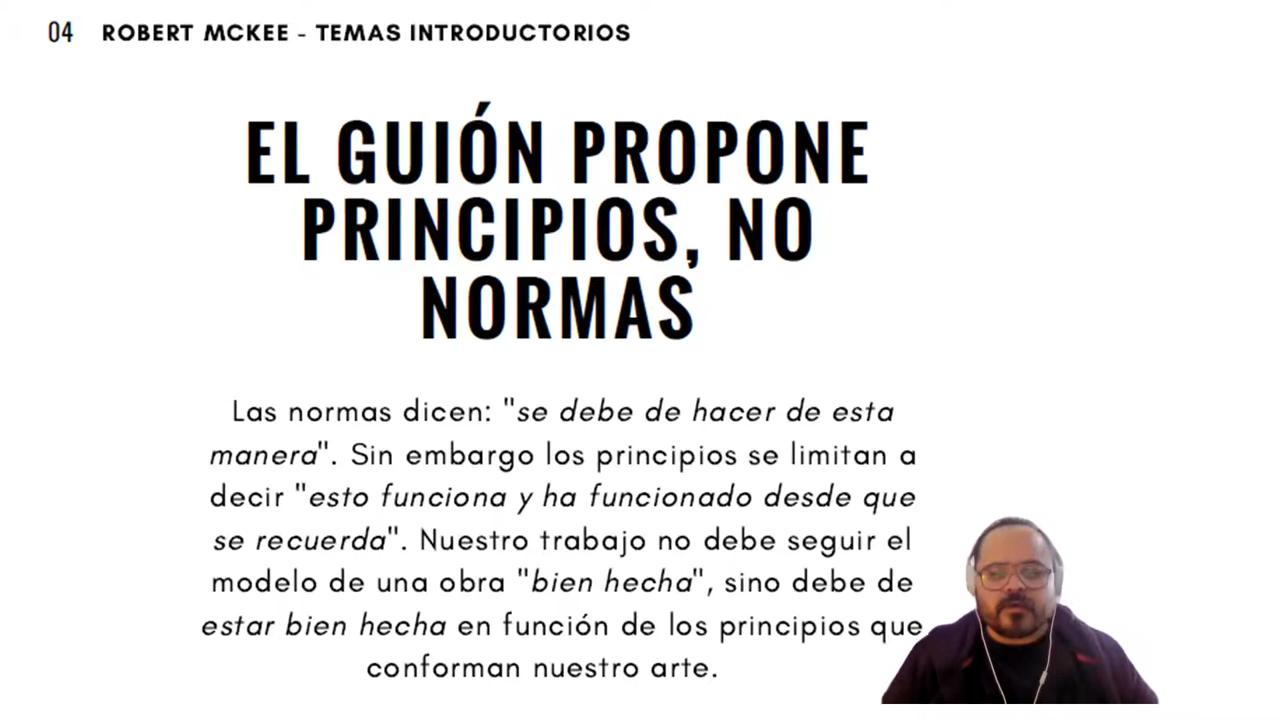 04 ROBERT MCKEE - TEMAS INTRODUCTORIOS
EL GUIÓN PROPONE
PRINCIPIOS, NO
NORMAS
Las normas dicen: "se debe de hacer de esta
manera". Sin embargo los principios se limitan a
decir "esto funciona y ha funcionado desde que
se recuerda". Nuestro trabajo no debe seguir el
modelo de una obra "bien hecha", sino debe de
estar bien hecha en función de los principios que
conforman nuestro arte.